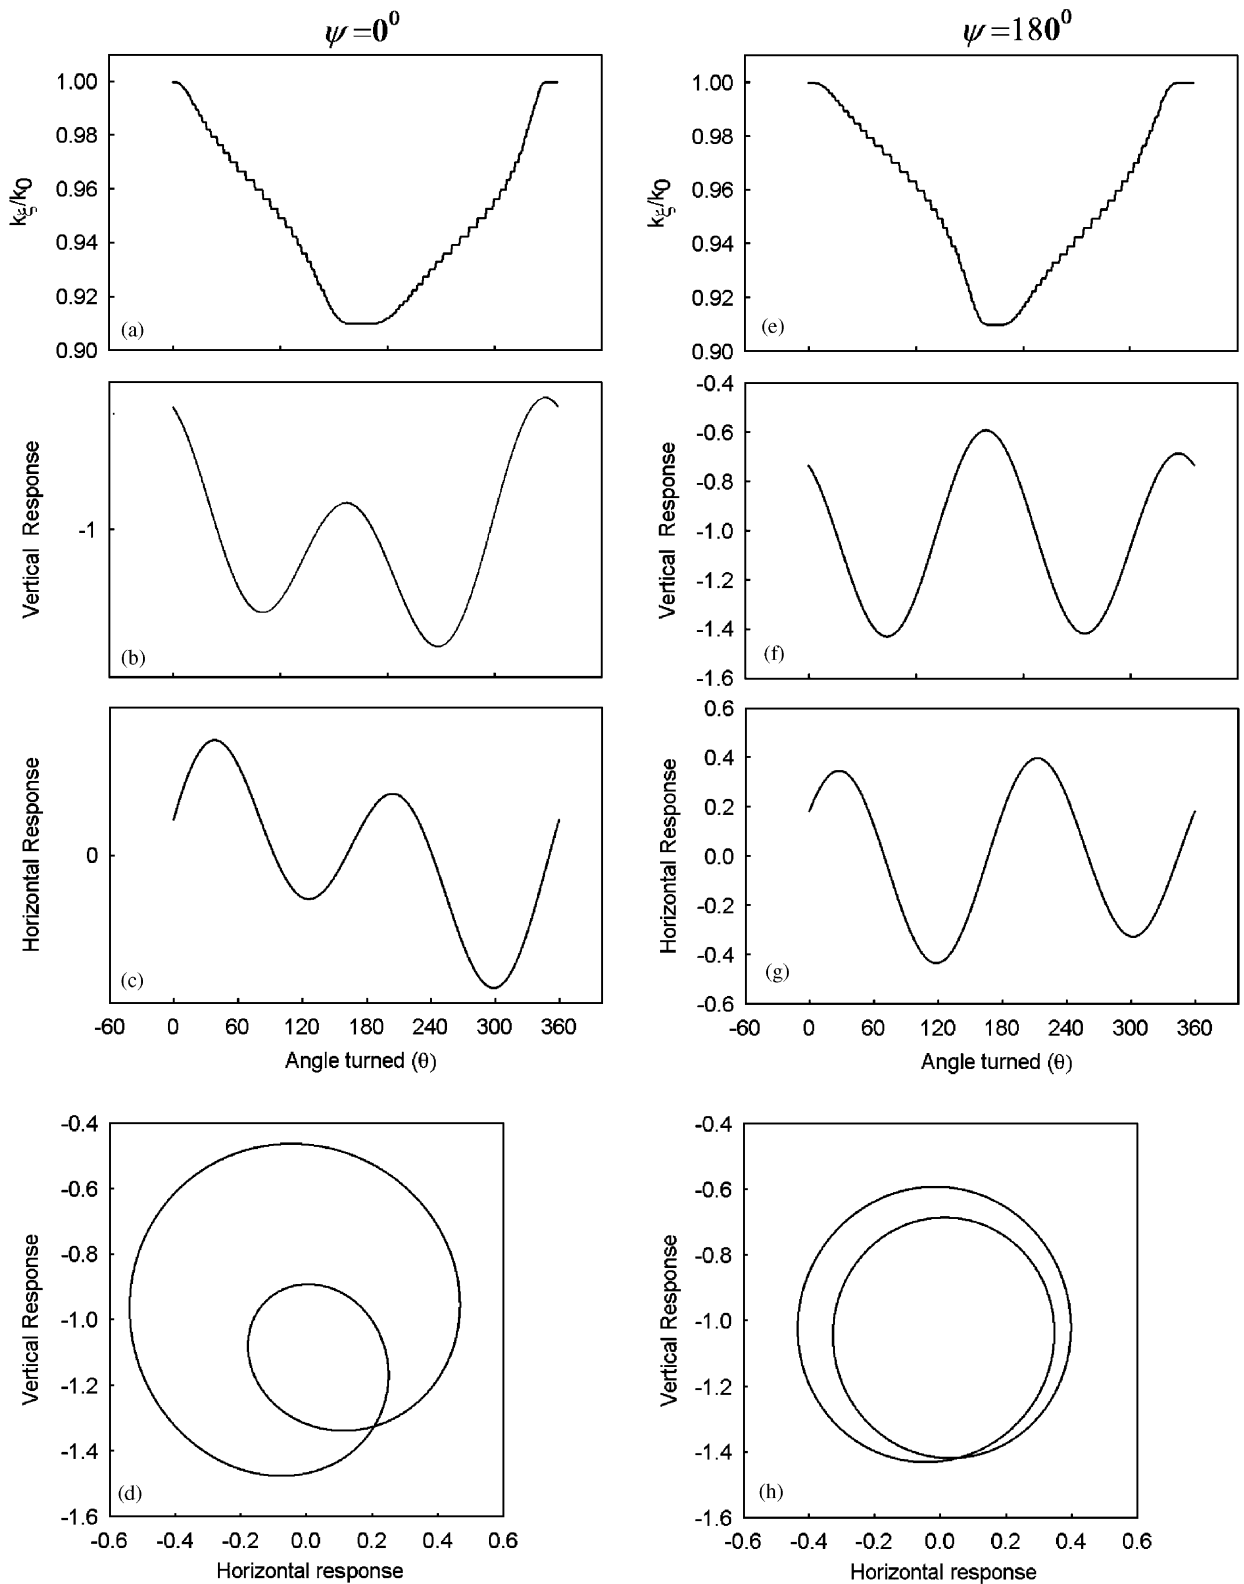 ψ=0⁰
ψ=180⁰
1.00
0.98
0.96
0.94
0.92
0.90
kξ/k0
(a)
1.00
0.98
0.96
0.94
0.92
0.90
kξ/k0
(e)
-1
Vertical Response
(b)
-0.4
-0.6
-0.8
-1.0
-1.2
-1.4
-1.6
Vertical Response
(f)
0
Horizontal Response
(c)
-60 0 60 120 180 240 300 360
Angle turned (θ)
0.6
0.4
0.2
0.0
-0.2
-0.4
-0.6
Horizontal Response
(g)
-60 0 60 120 180 240 300 360
Angle turned (θ)
-0.4
-0.6
-0.8
-1.0
-1.2
-1.4
-1.6
Vertical Response
(d)
-0.6 -0.4 -0.2 0.0 0.2 0.4 0.6
Horizontal response
-0.4
-0.6
-0.8
-1.0
-1.2
-1.4
-1.6
Vertical Response
(h)
-0.6 -0.4 -0.2 0.0 0.2 0.4 0.6
Horizontal response